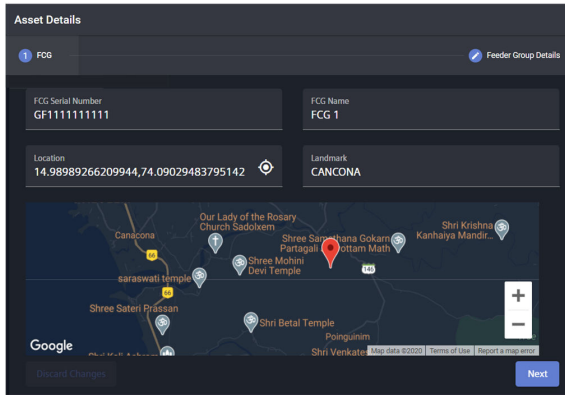 Asset Details
1 FCG
Feeder Group Details
FCG Serial Number
GF1111111111
FCG Name
FCG 1
Location
14.98989266209944,74.09029483795142
Landmark
CANCONA
Our Lady of the Rosary
Church Sadolxem
Canacona
Shri Krishna
Kanhaiya Mandir...
Shree Samsthana Gokarn
Partagali
ottam Math
66
Shree Mohini
Devi Temple
146
saraswati temple
66
Shree Sateri Prassan
Shri Betal Temple
Poinguinim
+
−
Google
Shri Venkate
Map data ©2020
Terms of Use
Report a map error
Discard Changes
Next